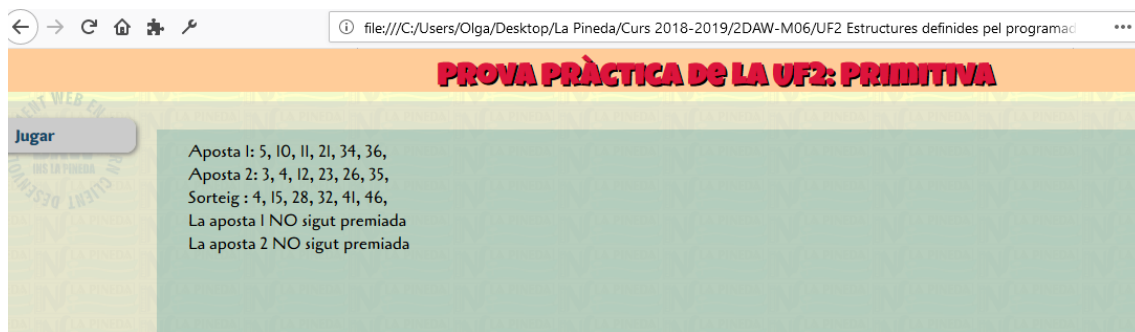 file:///C:/Users/Olga/Desktop/La Pineda/Curs 2018-2019/2DAW-M06/UF2 Estructures definides pel programad
PROVA PRÀCTICA De LA UF2: PRIMITIVA
Jugar
Aposta 1: 5, 10, 11, 21, 34, 36,
Aposta 2: 3, 4, 12, 23, 26, 35,
Sorteig : 4, 15, 28, 32, 41, 46,
La aposta 1 NO sigut premiada
La aposta 2 NO sigut premiada